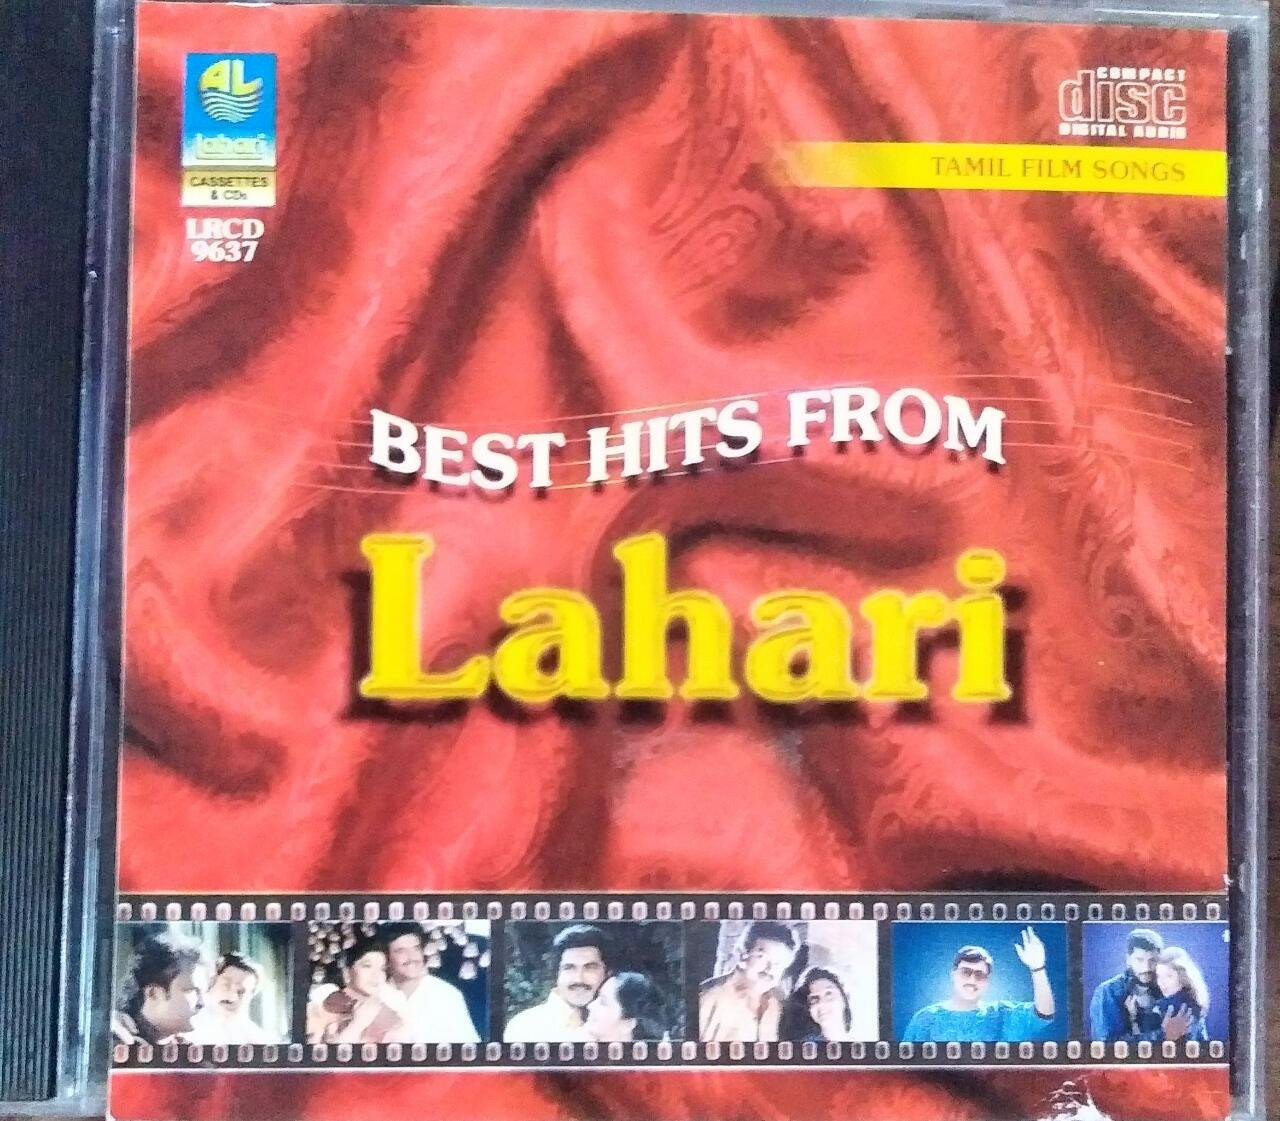 AL
Lahari
CASSETTES
& CDs
LRCD
9637
COMPACT
disc
DIGITAL AUDIO
TAMIL FILM SONGS
BEST HITS FROM
Lahari